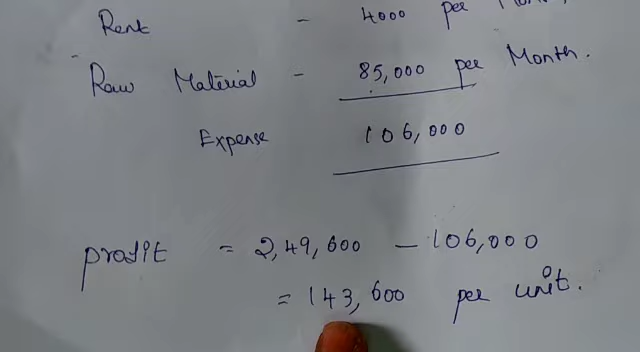 Rent - 4000 per Month,
Raw Material - 85,000 per Month.
Expense 106,000
profit = 2,49,600 - 106,000
= 143,600 per unit.